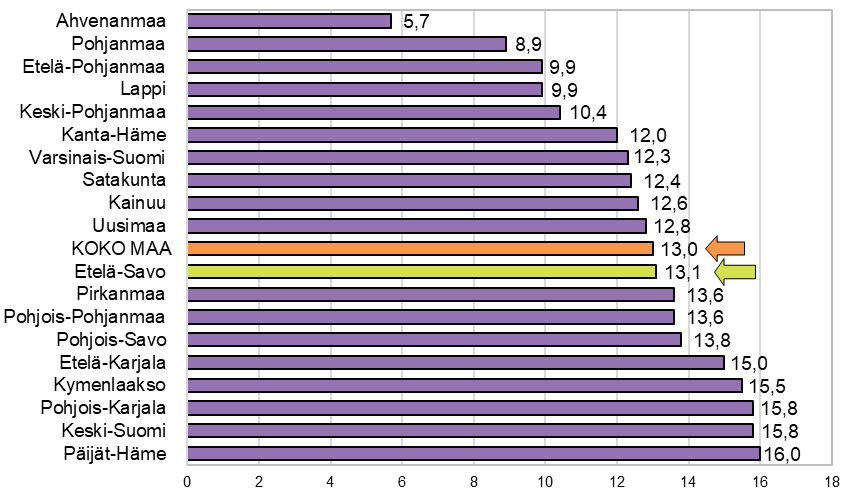 Ahvenanmaa 5,7
Pohjanmaa 8,9
Etelä-Pohjanmaa 9,9
Lappi 9,9
Keski-Pohjanmaa 10,4
Kanta-Häme 12,0
Varsinais-Suomi 12,3
Satakunta 12,4
Kainuu 12,6
Uusimaa 12,8
KOKO MAA 13,0
Etelä-Savo 13,1
Pirkanmaa 13,6
Pohjois-Pohjanmaa 13,6
Pohjois-Savo 13,8
Etelä-Karjala 15,0
Kymenlaakso 15,5
Pohjois-Karjala 15,8
Keski-Suomi 15,8
Päijät-Häme 16,0
0 2 4 6 8 10 12 14 16 18